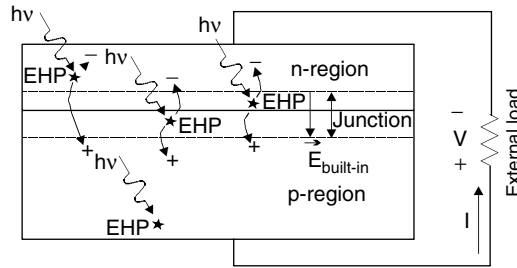 hν
hν
hν
EHP
n-region
EHP
EHP
Junction
+
+
+
hν
E built-in
p-region
EHP
−
−
−
−
V
+
I
External load